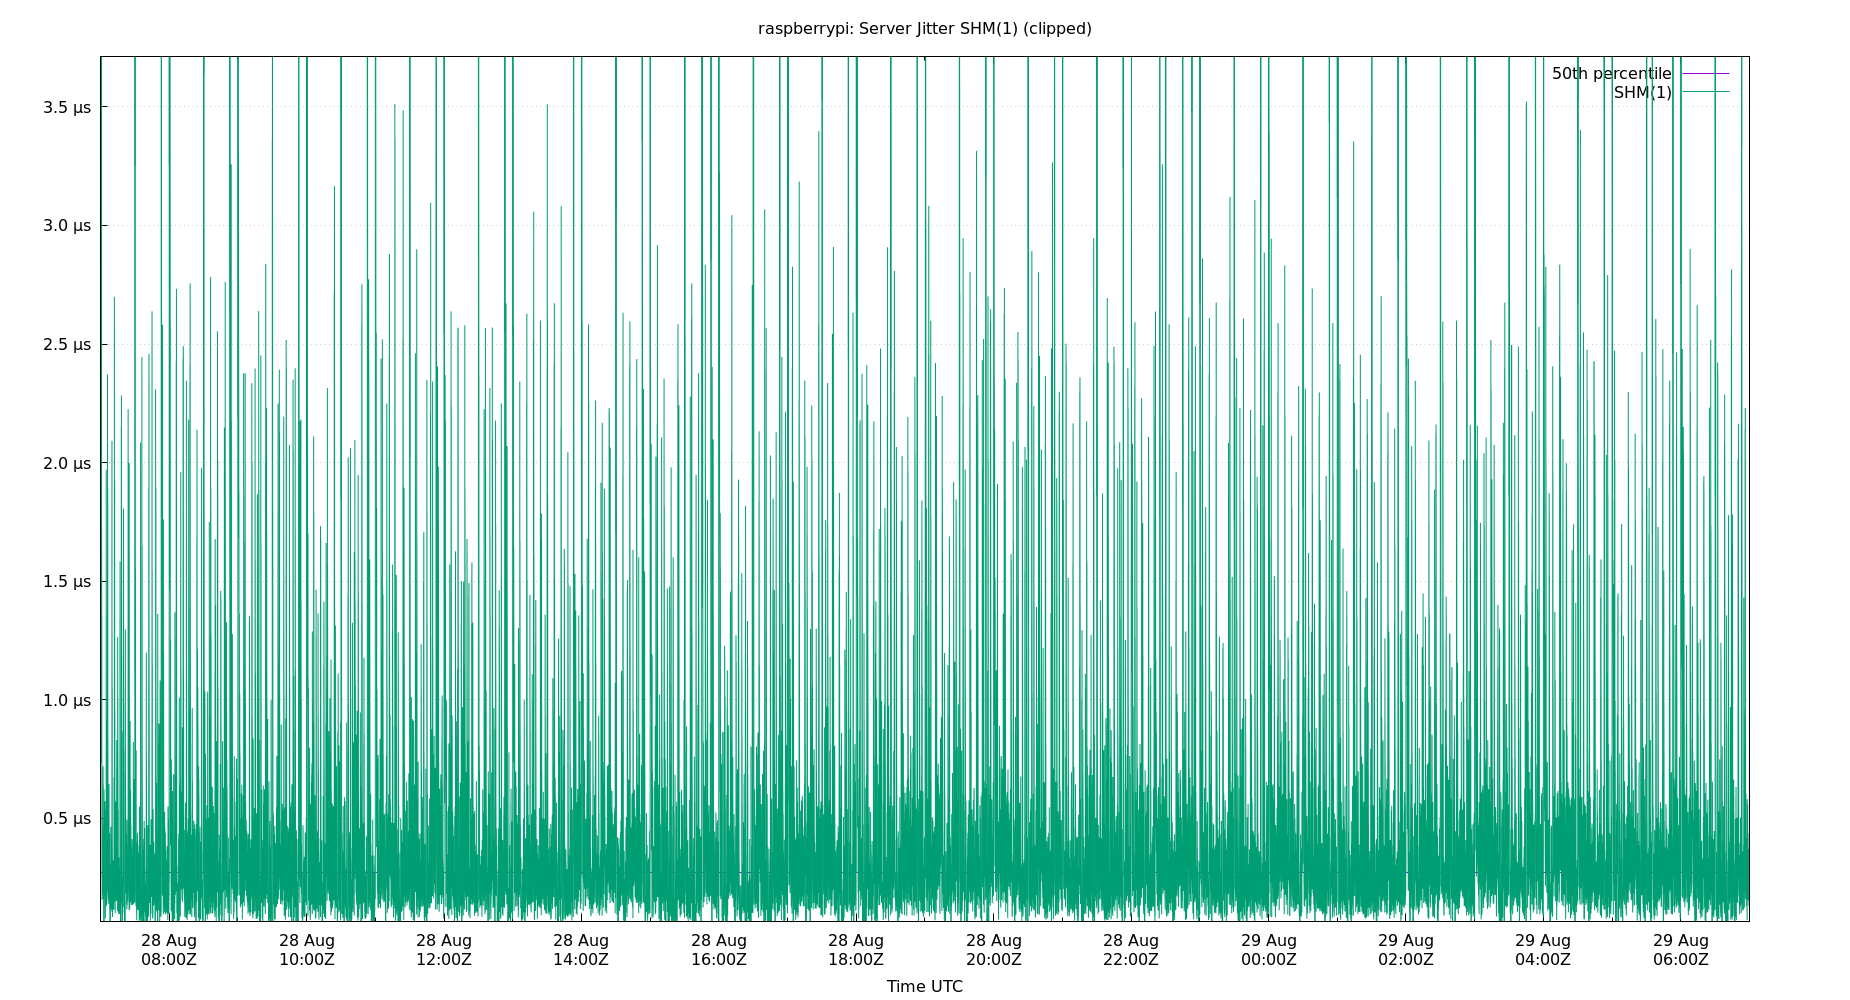 raspberrypi: Server Jitter SHM(1) (clipped)
50th percentile
SHM(1)
3.5 µs
3.0 µs
2.5 µs
2.0 µs
1.5 µs
1.0 µs
0.5 µs
28 Aug 28 Aug 28 Aug 28 Aug 28 Aug 28 Aug 28 Aug 28 Aug 29 Aug 29 Aug 29 Aug 29 Aug
08:00Z 10:00Z 12:00Z 14:00Z 16:00Z 18:00Z 20:00Z 22:00Z 00:00Z 02:00Z 04:00Z 06:00Z
Time UTC